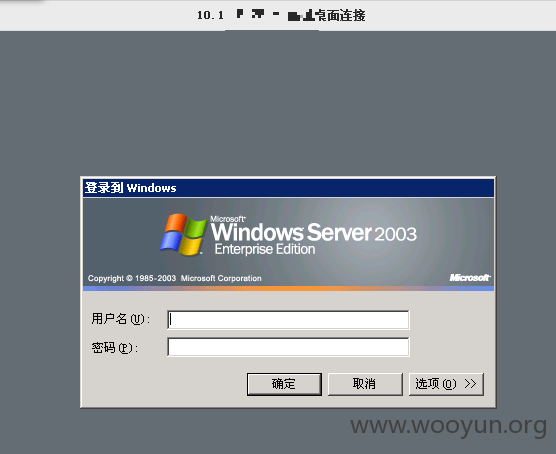 10.1
桌面连接
登录到 Windows
Microsoft
Windows Server 2003
Enterprise Edition
Copyright © 1985-2003 Microsoft Corporation
Microsoft
用户名(U):
密码(P):
确定
取消
选项(O) >>
www.wooyun.org